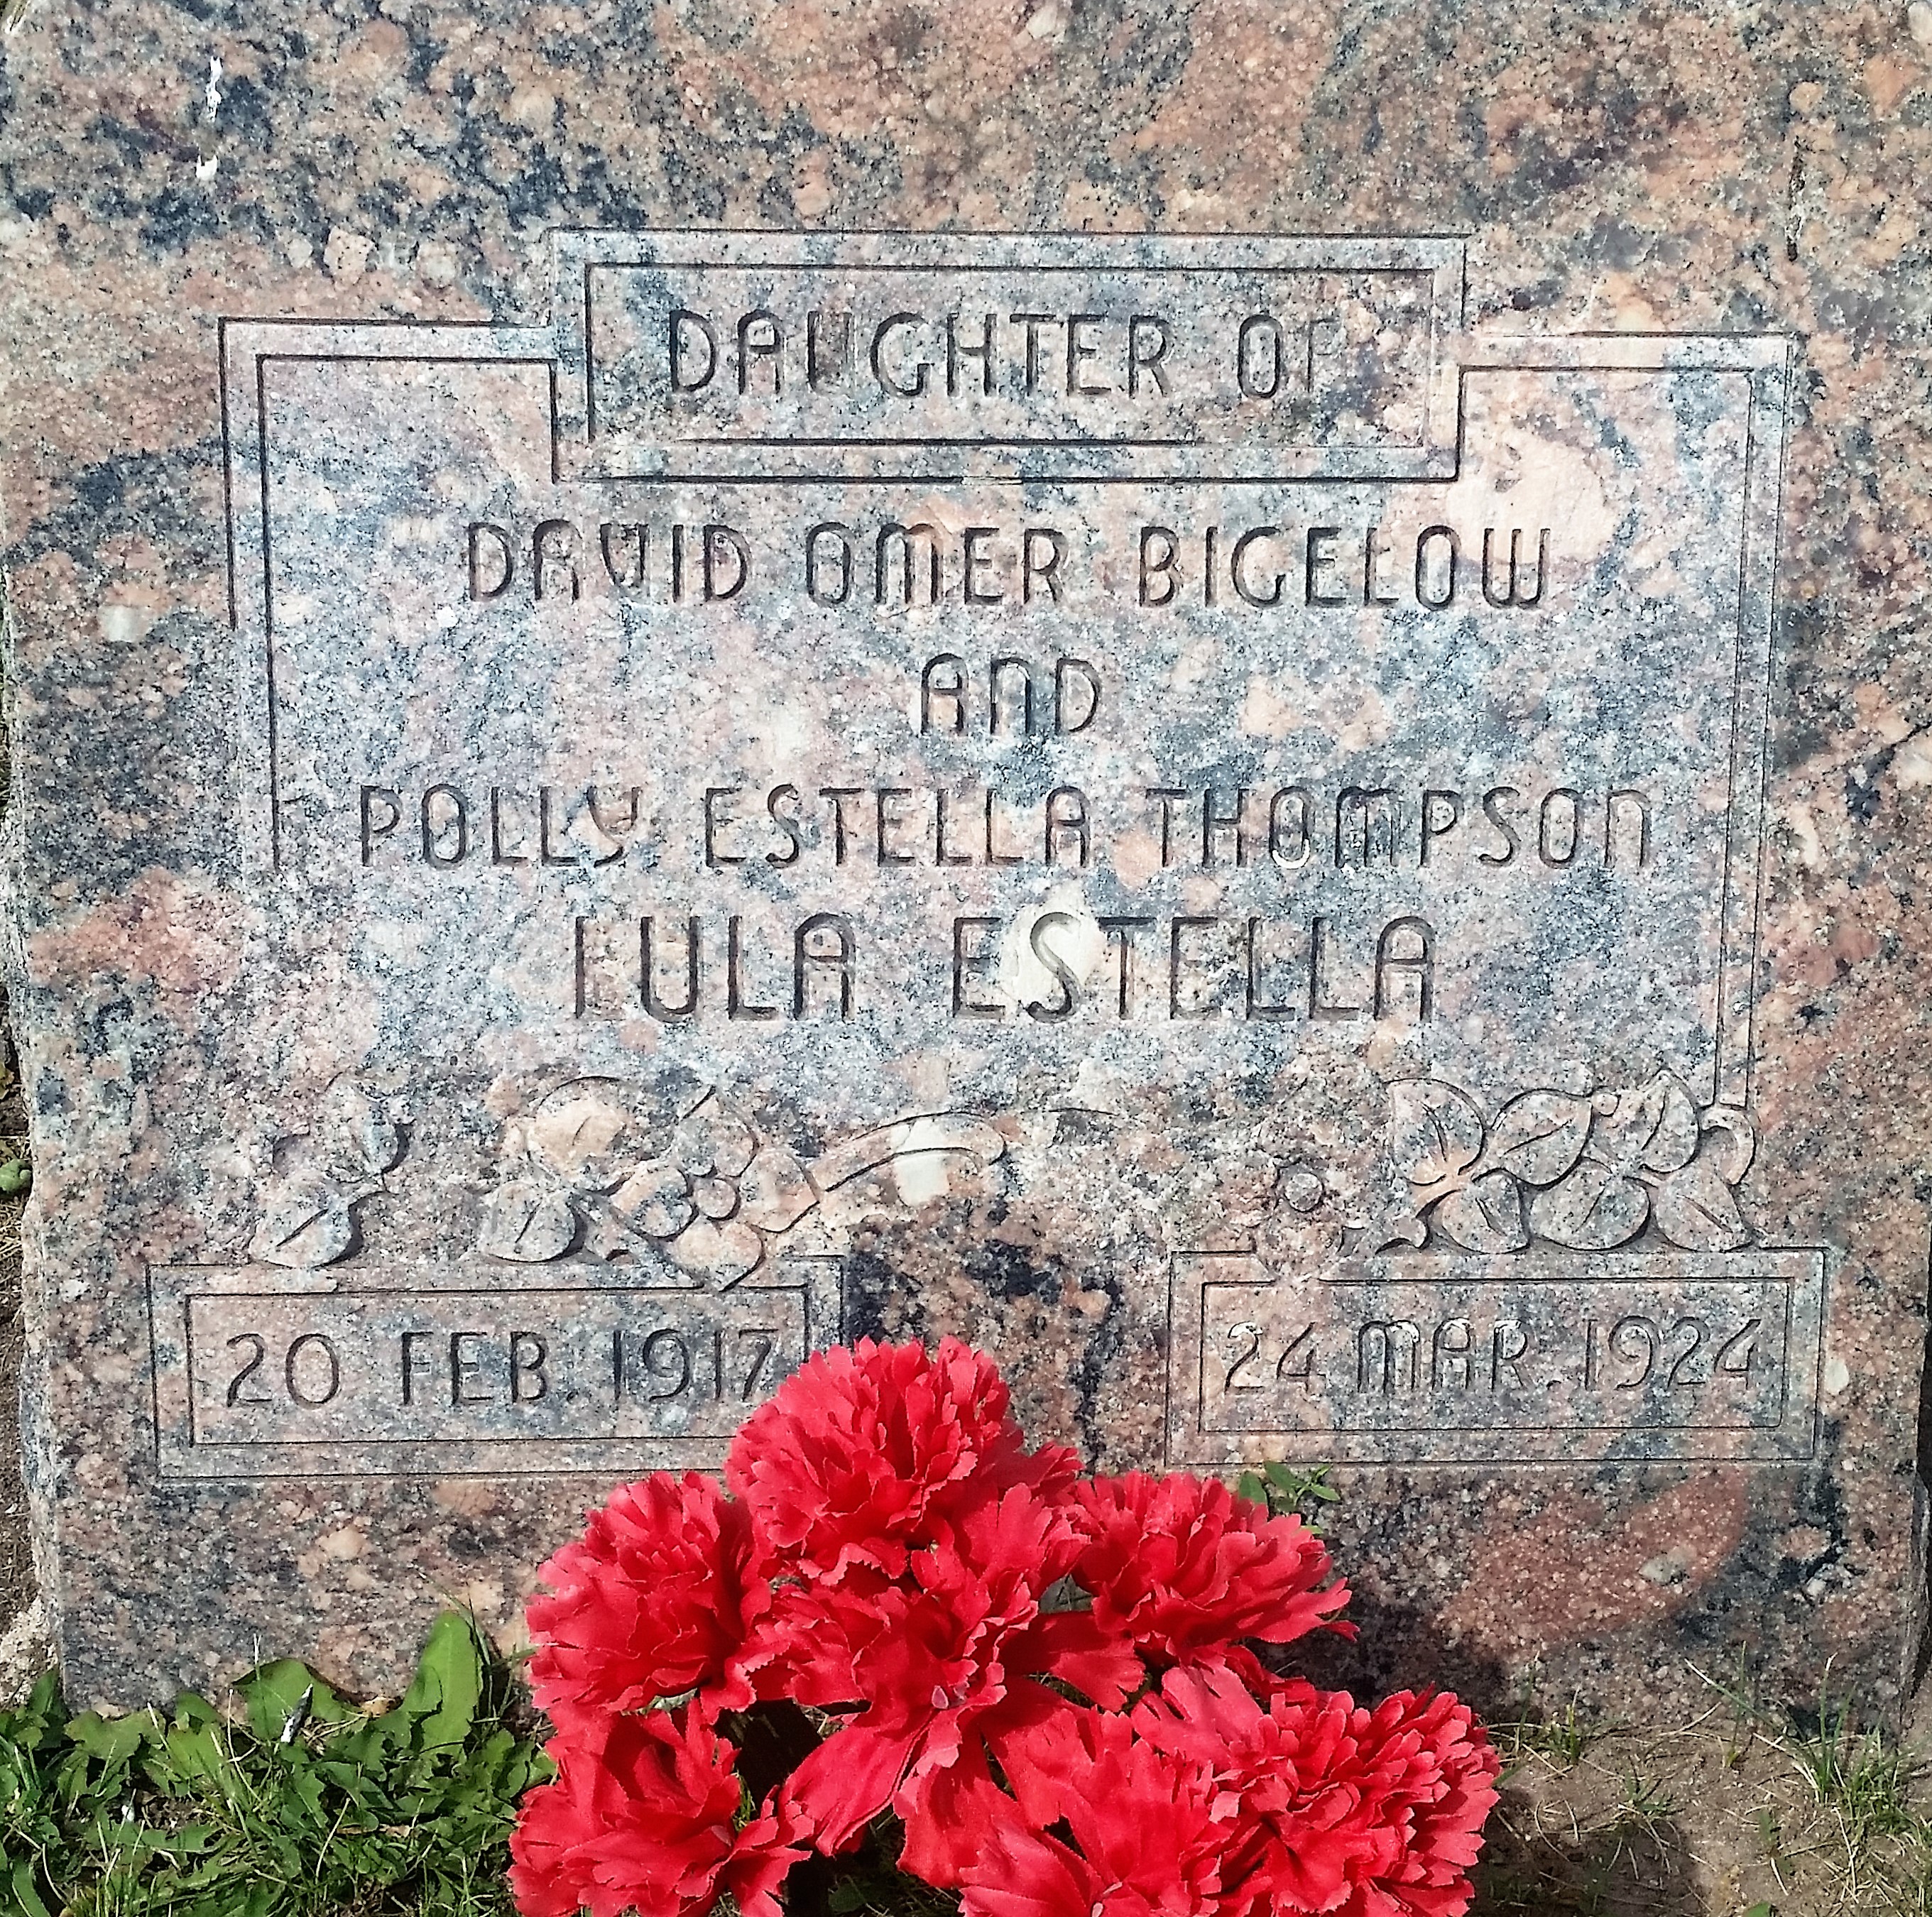 DAUGHTER OF
DAVID OMER BIGELOW
AND
POLLY ESTELLA THOMPSON
LULA ESTELLA
20 FEB. 1917
24 MAR. 1924